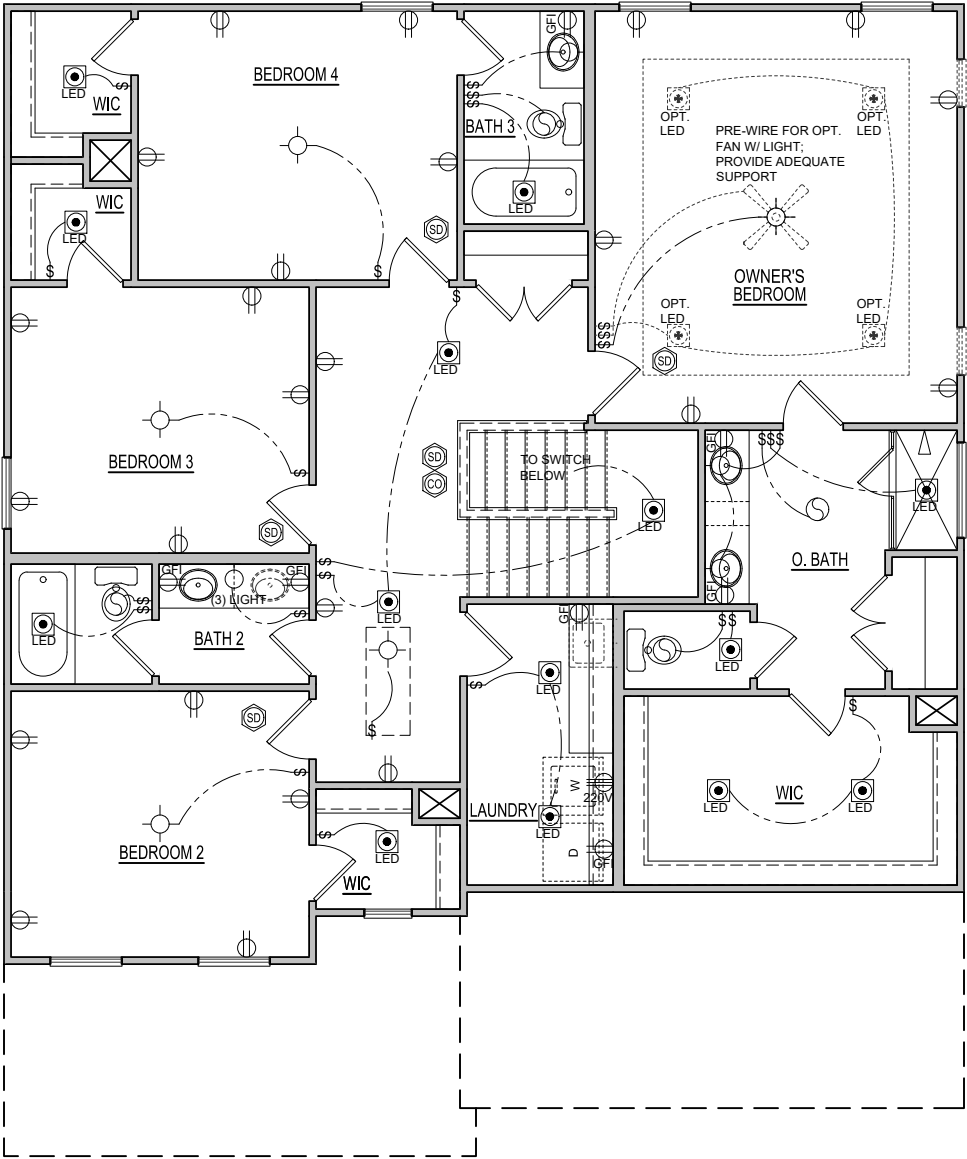 GFI
BEDROOM 4
LED
WIC
$
$
$
$
BATH 3
OPT.
LED
OPT.
LED
PRE-WIRE FOR OPT.
FAN W/ LIGHT;
PROVIDE ADEQUATE
SUPPORT
WIC
LED
LED
SD
$
$
OWNER'S
BEDROOM
$
OPT.
LED
OPT.
LED
$$$
LED
SD
BEDROOM 3
$
SD
CO
TO SWITCH
BELOW
GFI
$$$
LED
LED
SD
O. BATH
GFI
$
$
GFI
GFI
(3) LIGHT
$
$
$
LED
BATH 2
LED
GFI
$$
LED
$
LED
$
SD
$
$
WIC
LED
LED
W
220V
LAUNDRY
LED
D
GFI
$
LED
BEDROOM 2
WIC